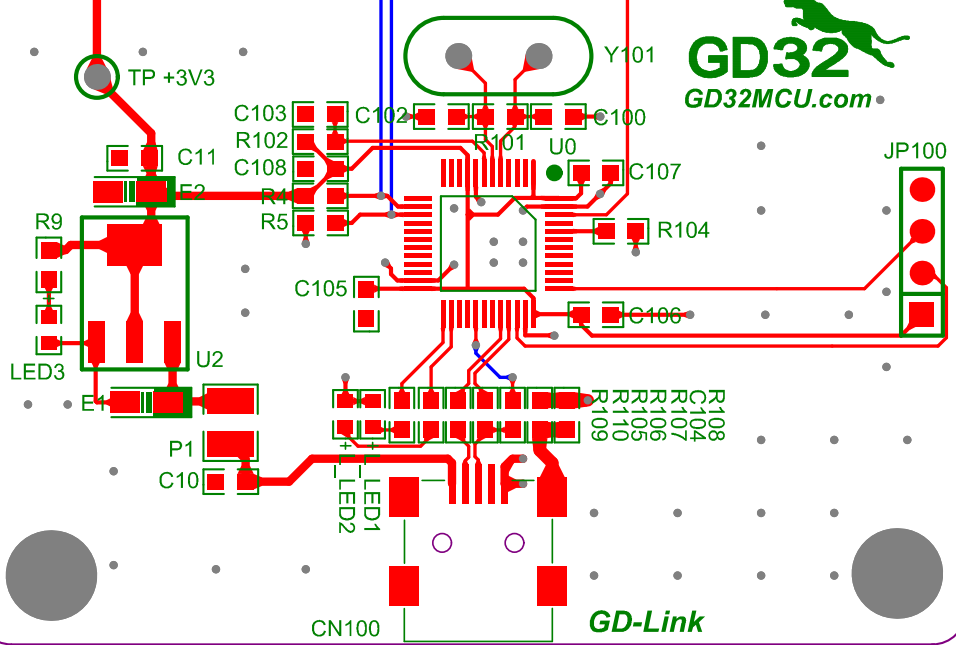 GD32
GD32MCU.com
TP +3V3
Y101
C103
C102
C100
R102
R101
U0
C11
C108
C107
JP100
E2
R4
R9
R5
R104
C105
C106
U2
LED3
E1
P1
C10
R109
R110
R105
R106
R107
C104
R108
+
LED2
+
LED1
CN100
GD-Link